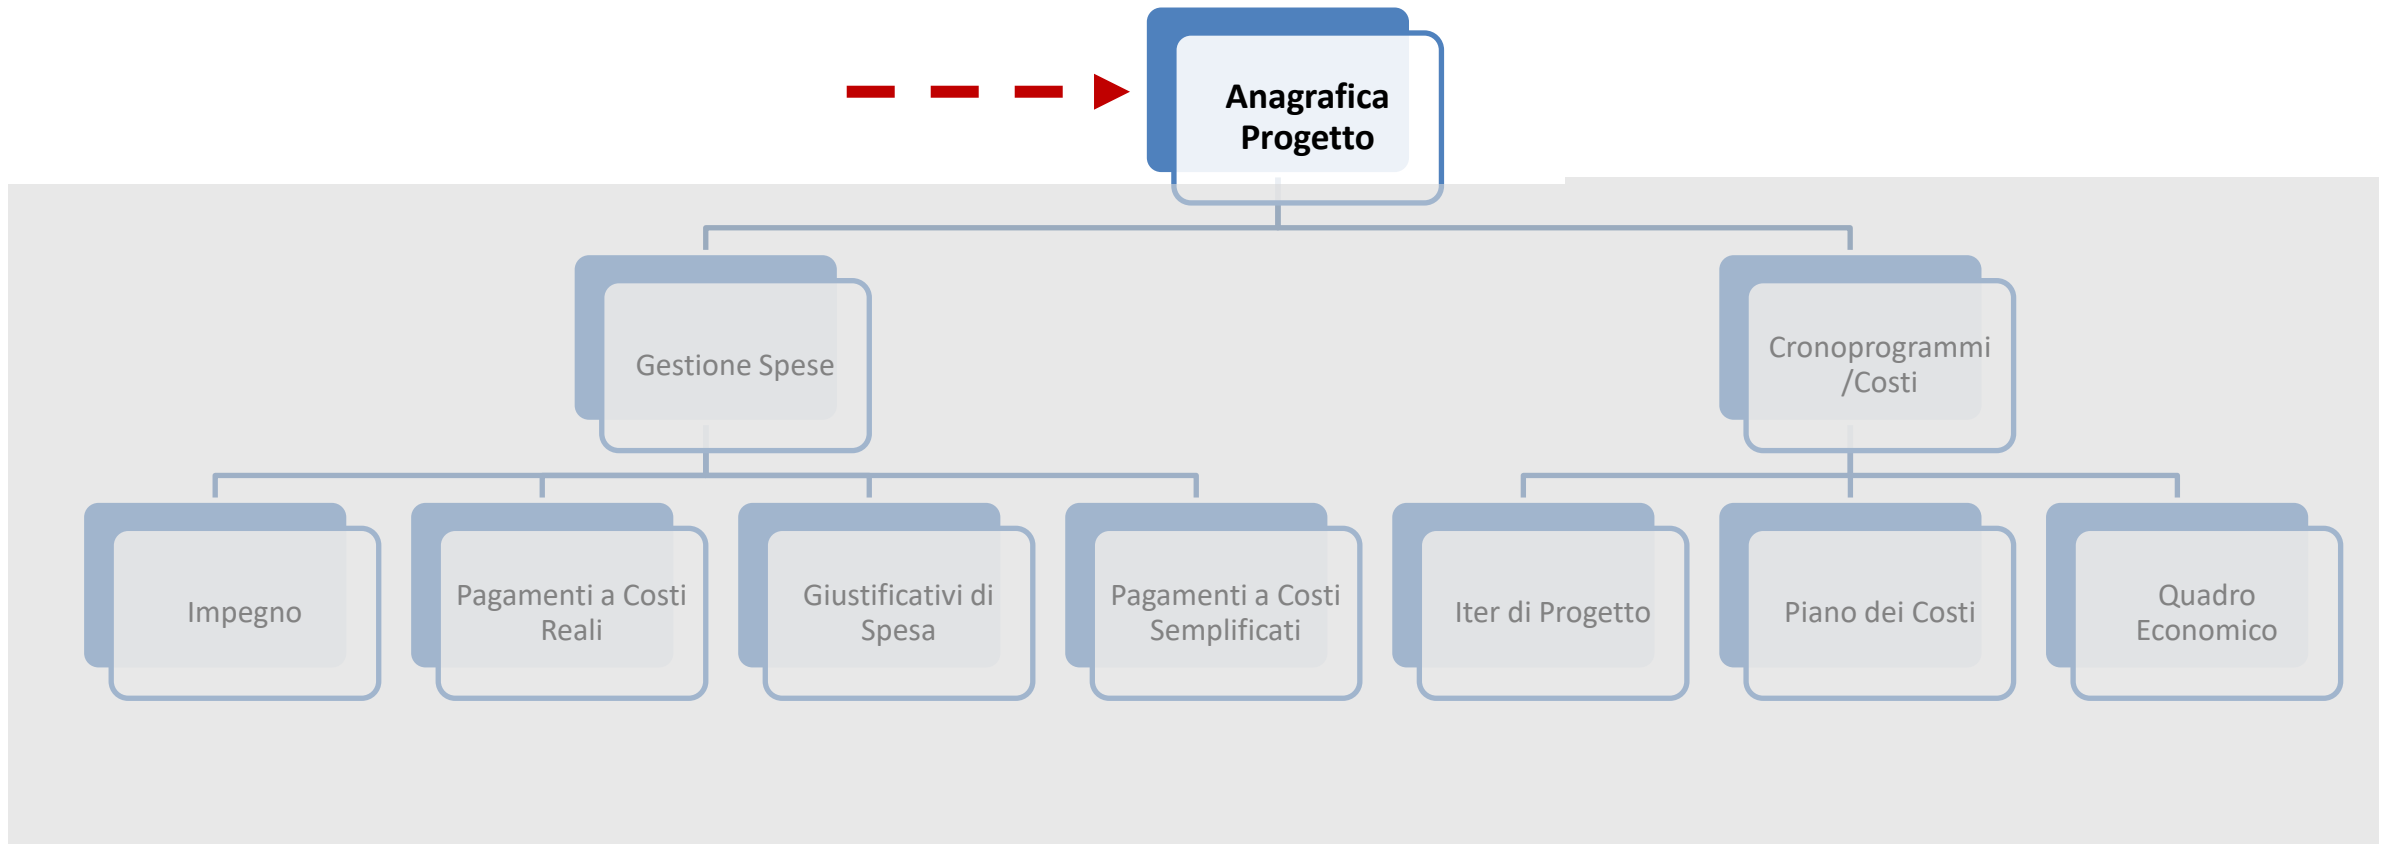 Anagrafica
Progetto
Gestione Spese
Cronoprogrammi
/Costi
Impegno
Pagamenti a Costi
Reali
Giustificativi di
Spesa
Pagamenti a Costi
Semplificati
Iter di Progetto
Piano dei Costi
Quadro
Economico